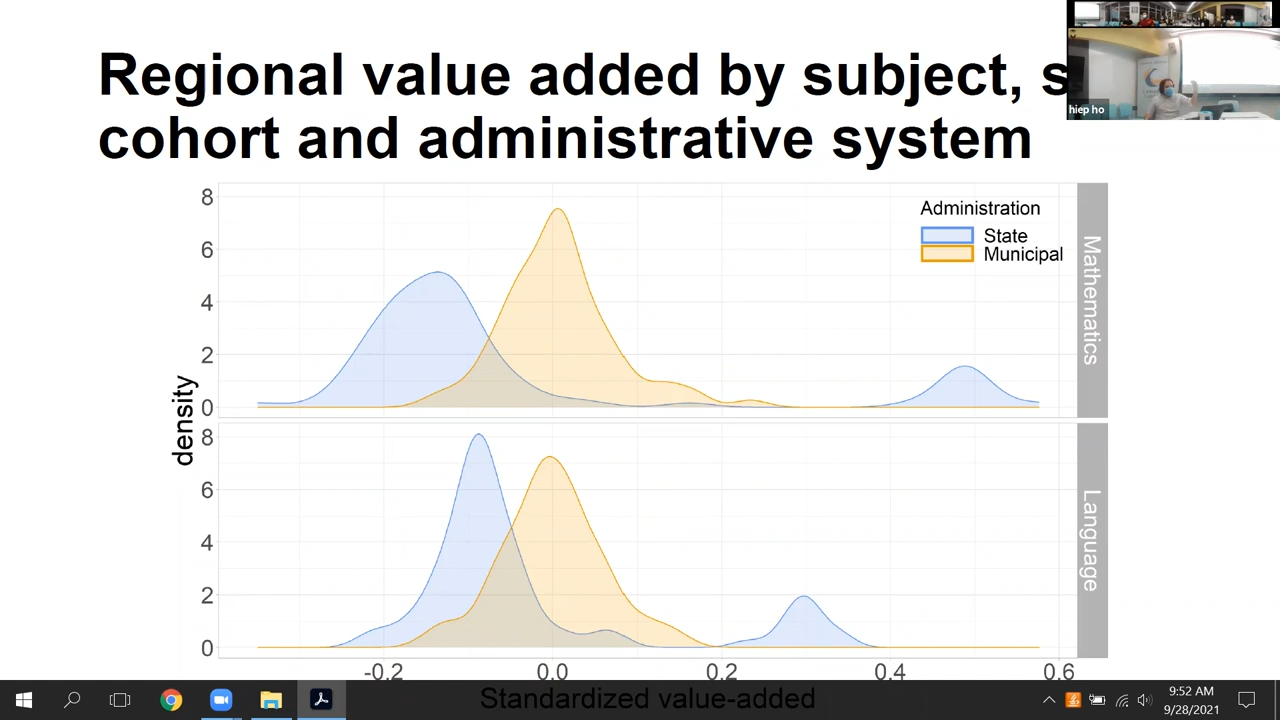 Regional value added by subject, s
cohort and administrative system
hiep ho
Administration
State
Municipal
8
6
4
2
0
Mathematics
density
8
6
4
2
0
Language
-0.2
0.0
0.2
0.4
0.6
Standardized value-added
9:52 AM
9/28/2021